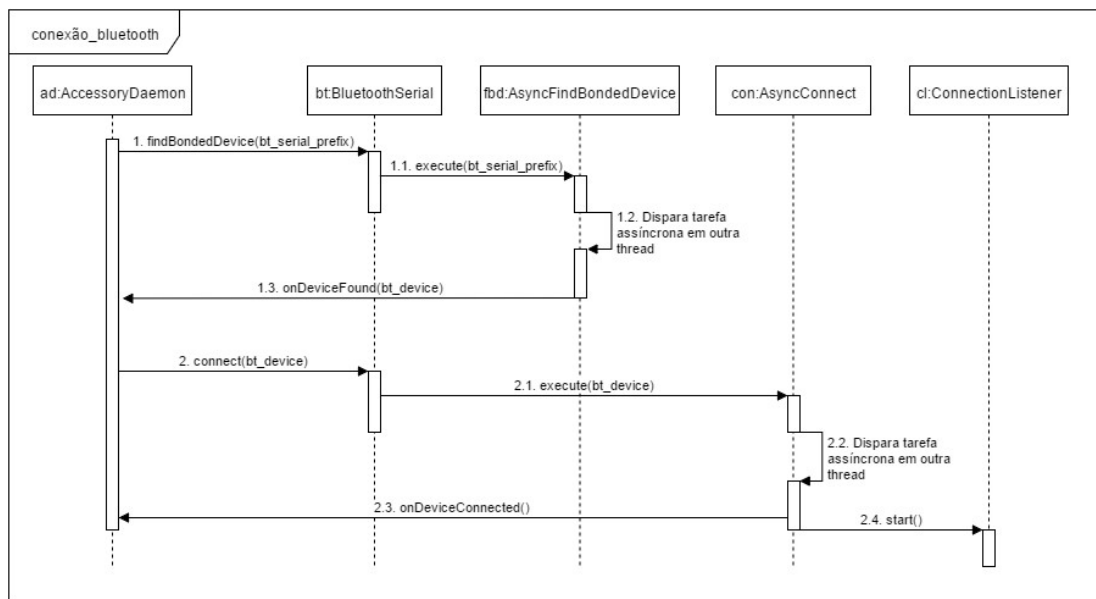 conexão_bluetooth
ad:AccessoryDaemon
bt:BluetoothSerial
fbd:AsyncFindBondedDevice
con:AsyncConnect
cl:ConnectionListener
1. findBondedDevice(bt_serial_prefix)
1.1. execute(bt_serial_prefix)
1.2. Dispara tarefa
assíncrona em outra
thread
1.3. onDeviceFound(bt_device)
2. connect(bt_device)
2.1. execute(bt_device)
2.2. Dispara tarefa
assíncrona em outra
thread
2.3. onDeviceConnected()
2.4. start()